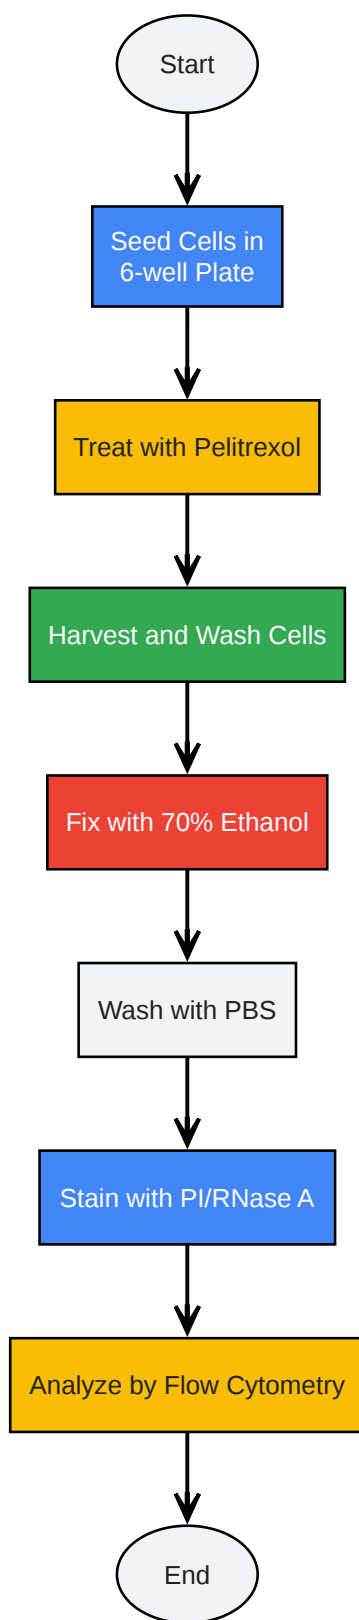 Start
Seed Cells in
6-well Plate
Treat with Pelitrexol
Harvest and Wash Cells
Fix with 70% Ethanol
Wash with PBS
Stain with PI/RNase A
Analyze by Flow Cytometry
End